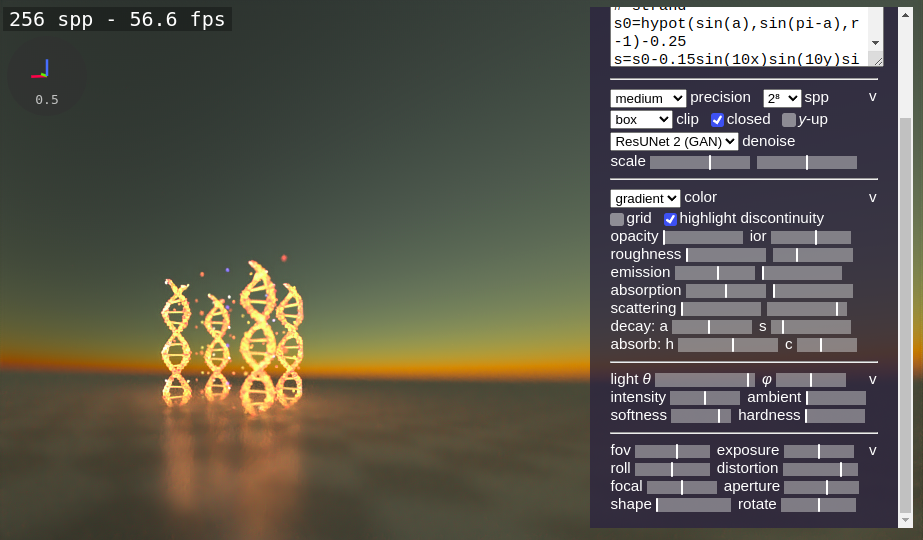 256 spp - 56.6 fps
0.5
# strand
s0=hypot(sin(a),sin(pi-a),r
-1)-0.25
s=s0-0.15sin(10x)sin(10y)si
medium precision 2⁸ spp v
box clip closed y-up
ResUNet 2 (GAN) denoise
scale
gradient color v
grid highlight discontinuity
opacity ior
roughness
emission
absorption
scattering
decay: a s
absorb: h c
light θ φ v
intensity ambient
softness hardness
fov exposure v
roll distortion
focal aperture
shape rotate